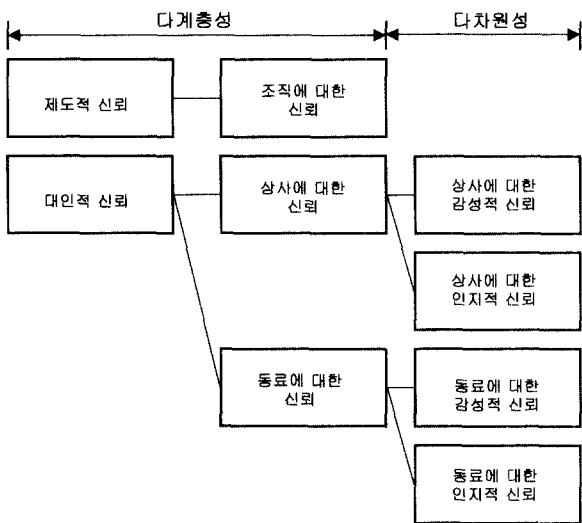 다계층성 다차원성
제도적 신뢰
조직에 대한
신뢰
대인적 신뢰
상사에 대한
신뢰
상사에 대한
감성적 신뢰
상사에 대한
인지적 신뢰
동료에 대한
신뢰
동료에 대한
감성적 신뢰
동료에 대한
인지적 신뢰